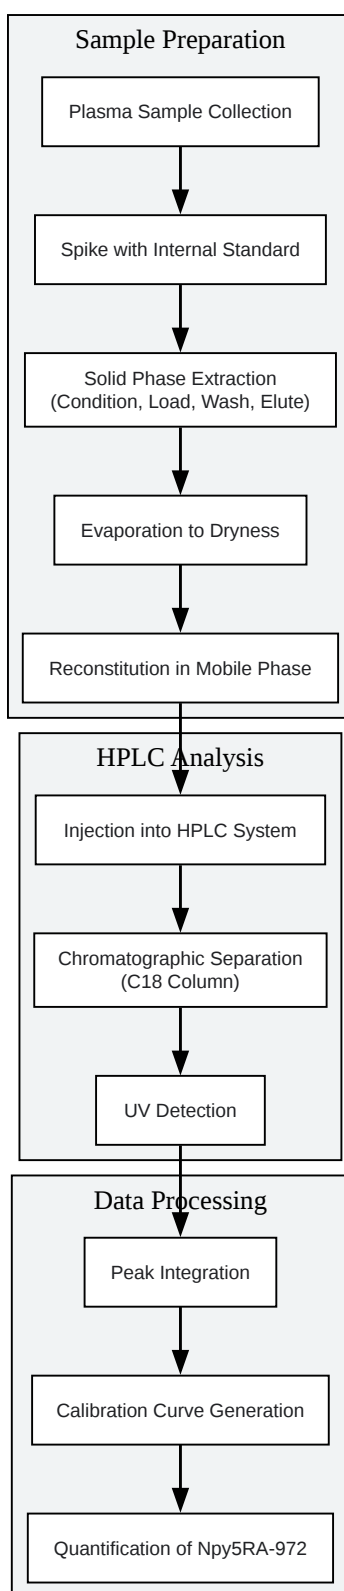 Sample Preparation
Plasma Sample Collection
Spike with Internal Standard
Solid Phase Extraction
(Condition, Load, Wash, Elute)
Evaporation to Dryness
Reconstitution in Mobile Phase
HPLC Analysis
Injection into HPLC System
Chromatographic Separation
(C18 Column)
UV Detection
Data Processing
Peak Integration
Calibration Curve Generation
Quantification of Npy5RA-972